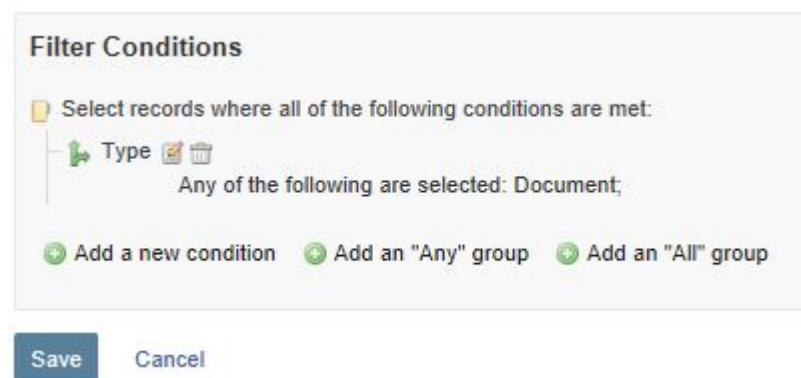 Filter Conditions
Select records where all of the following conditions are met:
Type
Any of the following are selected: Document;
Add a new condition Add an "Any" group Add an "All" group
Save Cancel